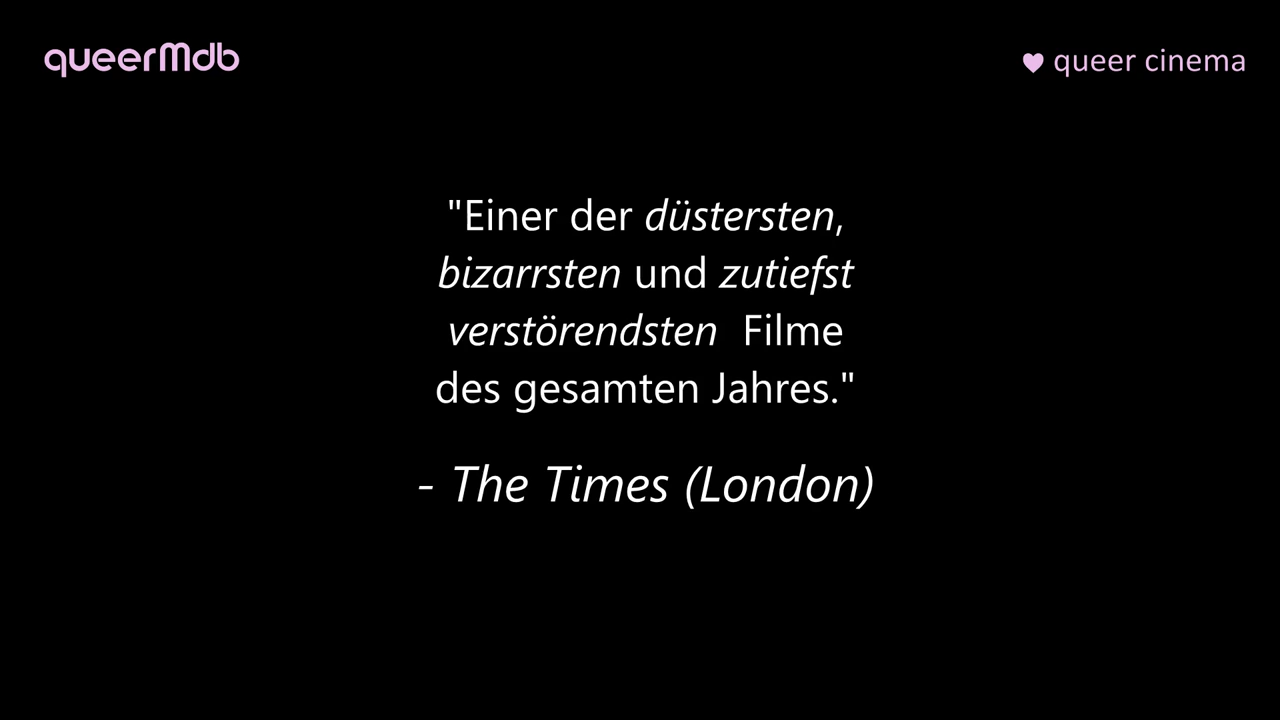 queerMdb
♥ queer cinema
"Einer der düstersten,
bizarrsten und zutiefst
verstörendsten Filme
des gesamten Jahres."
- The Times (London)